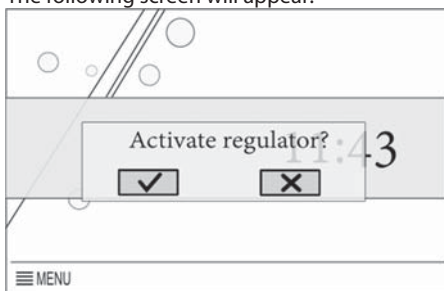 The following screen will appear:
Activate regulator?
11:43
MENU